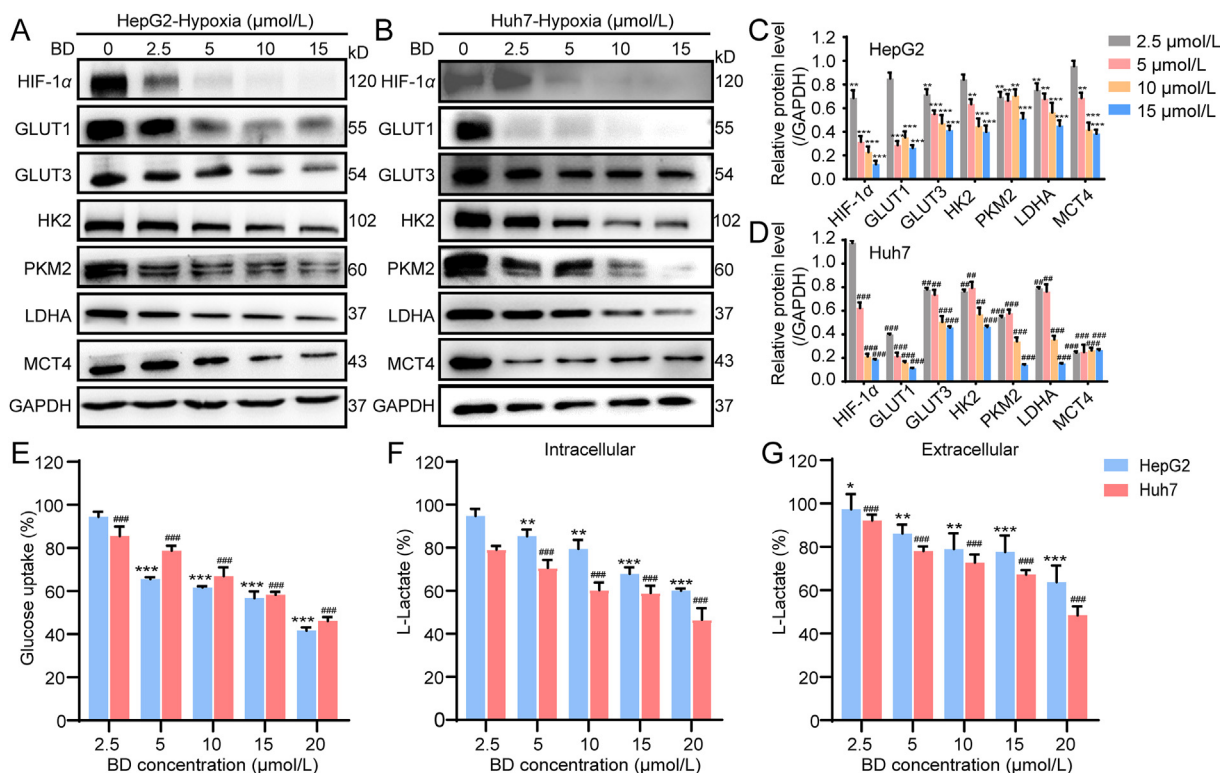 A
HepG2-Hypoxia (μmol/L)
BD 0 2.5 5 10 15 kD
HIF-1α 120
GLUT1 55
GLUT3 54
HK2 102
PKM2 60
LDHA 37
MCT4 43
GAPDH 37
B
Huh7-Hypoxia (μmol/L)
BD 0 2.5 5 10 15 kD
HIF-1α 120
GLUT1 55
GLUT3 54
HK2 102
PKM2 60
LDHA 37
MCT4 43
GAPDH 37
C
HepG2
Relative protein level
(/GAPDH)
1.2
1.0
0.8
0.6
0.4
0.2
0.0
HIF-1α GLUT1 GLUT3 HK2 PKM2 LDHA MCT4
2.5 μmol/L
5 μmol/L
10 μmol/L
15 μmol/L
D
Huh7
Relative protein level
(/GAPDH)
1.2
1.0
0.8
0.6
0.4
0.2
0.0
HIF-1α GLUT1 GLUT3 HK2 PKM2 LDHA MCT4
E
Glucose uptake (%)
120
100
80
60
40
20
0
2.5 5 10 15 20
BD concentration (μmol/L)
F
Intracellular
L-Lactate (%)
120
100
80
60
40
20
0
2.5 5 10 15 20
BD concentration (μmol/L)
G
Extracellular
L-Lactate (%)
120
100
80
60
40
20
0
2.5 5 10 15 20
BD concentration (μmol/L)
HepG2
Huh7